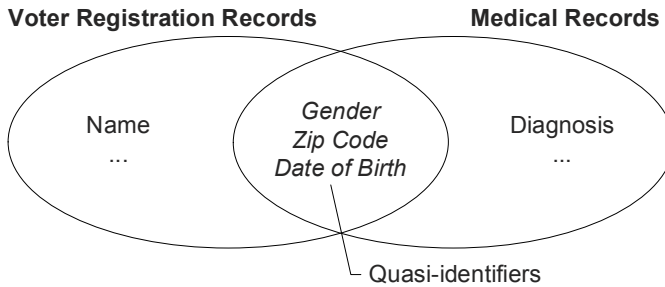 Voter Registration Records
Medical Records
Name
...
Gender
Zip Code
Date of Birth
Diagnosis
...
Quasi-identifiers